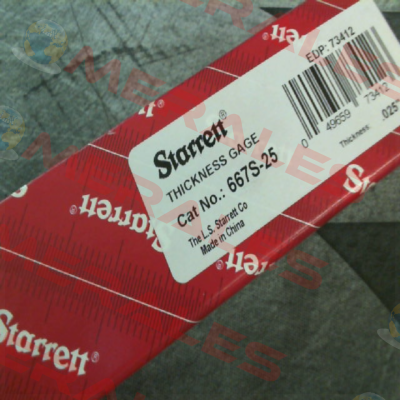 EDP: 73412
Starrett®
THICKNESS GAGE
Cat No.: 667S-25
The L.S. Starrett Co
Made in China
0 49659 73412
Thickness: .025"
Starrett®
Starrett®
Starrett®
Starrett®